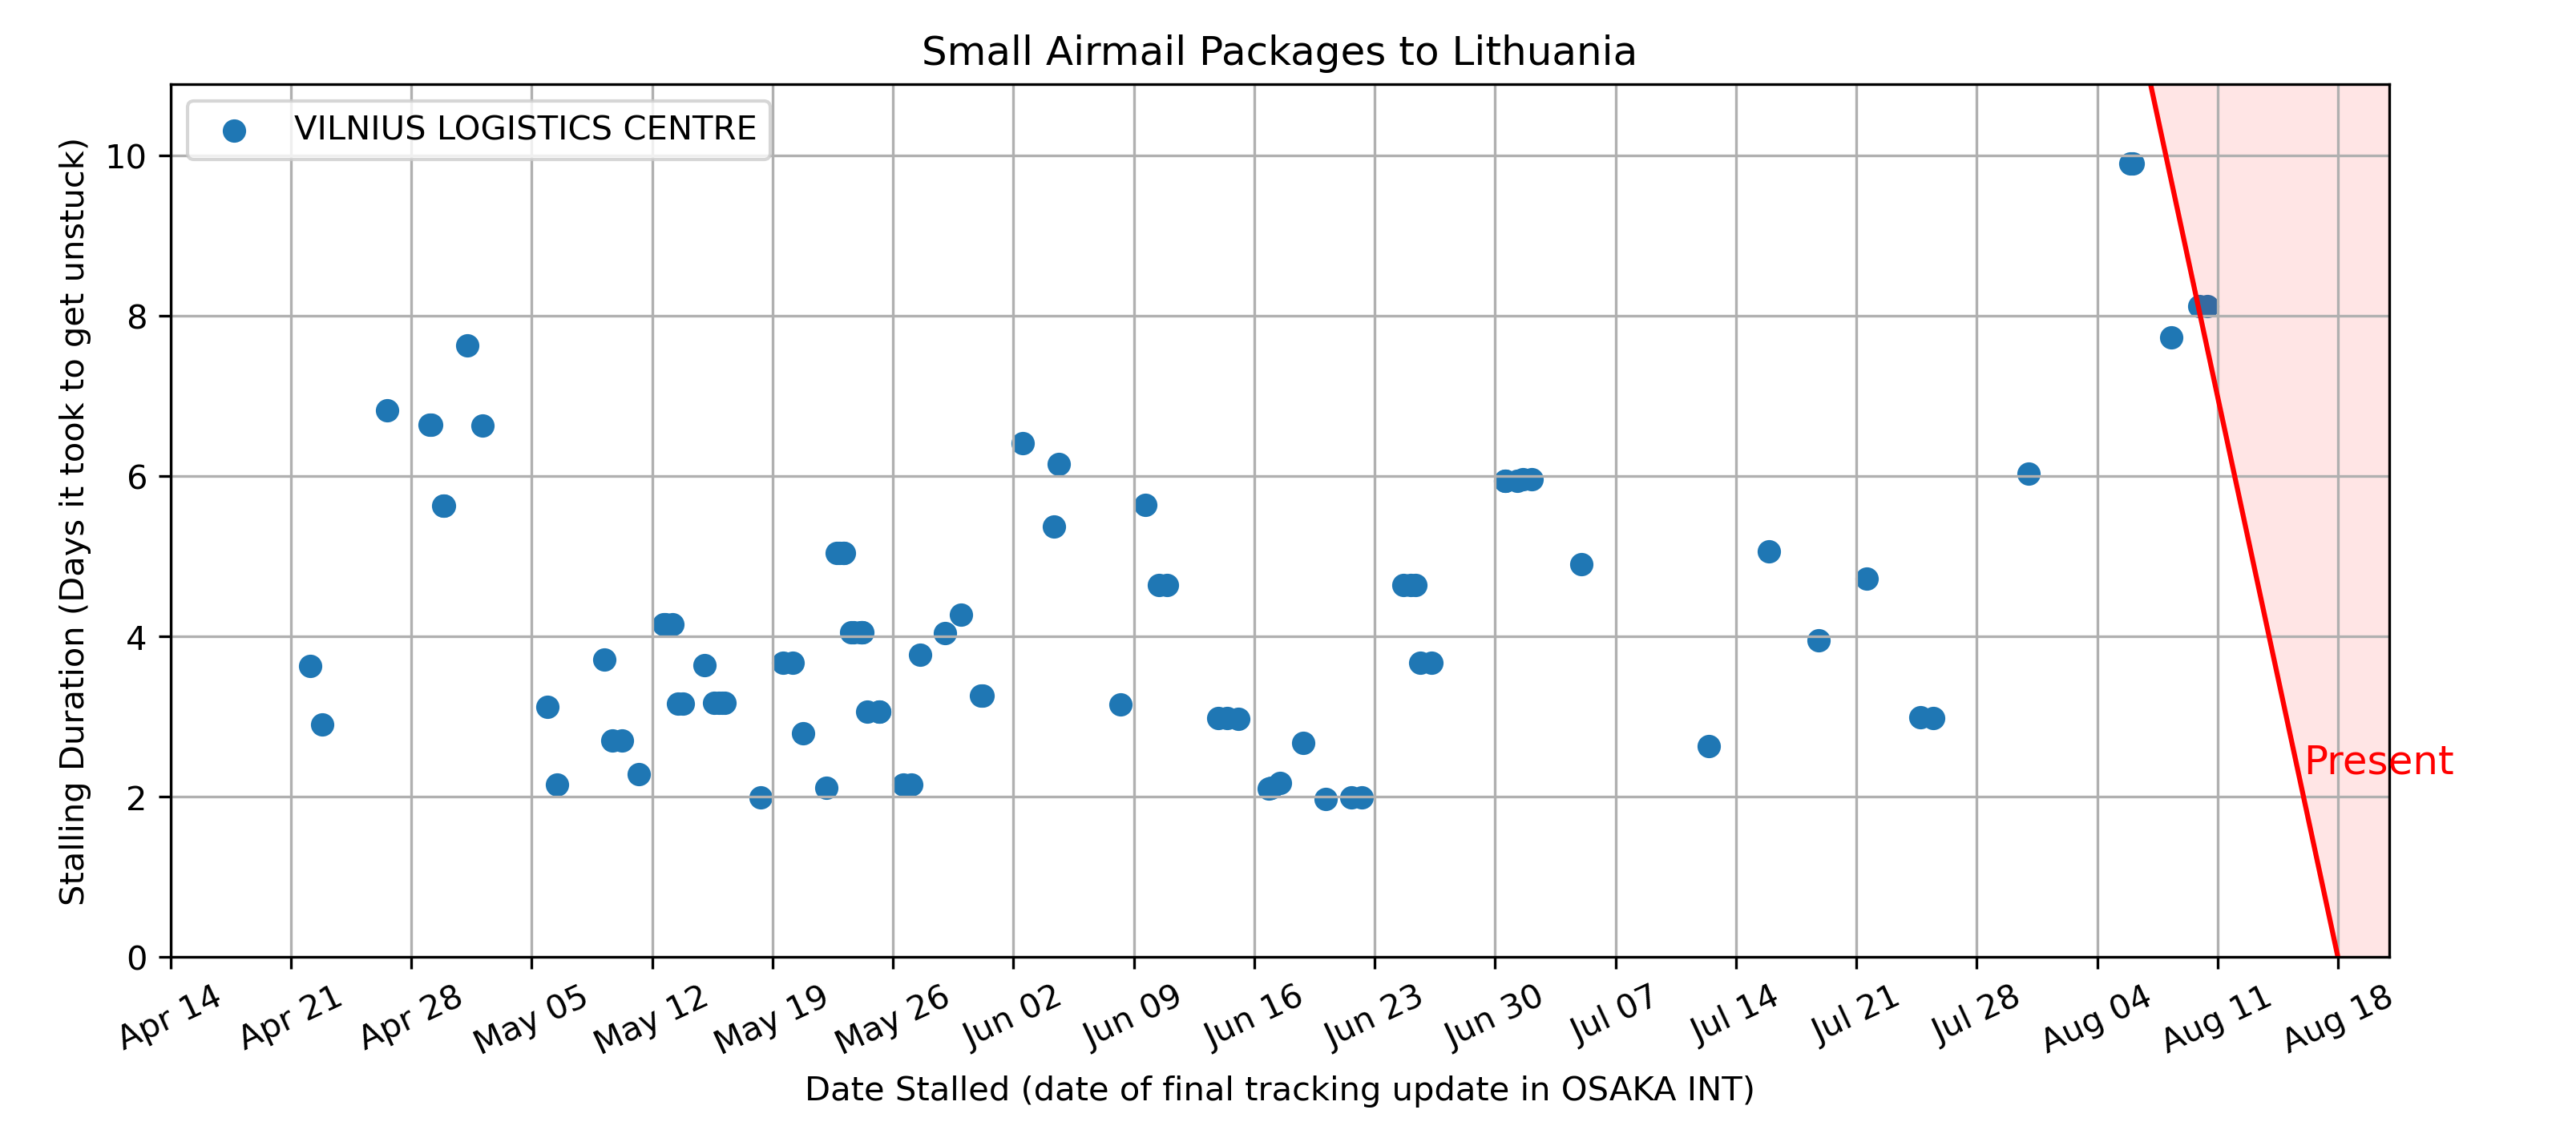 Small Airmail Packages to Lithuania
VILNIUS LOGISTICS CENTRE
Stalling Duration (Days it took to get unstuck)
10
8
6
4
2
0
Present
Apr 14
Apr 21
Apr 28
May 05
May 12
May 19
May 26
Jun 02
Jun 09
Jun 16
Jun 23
Jun 30
Jul 07
Jul 14
Jul 21
Jul 28
Aug 04
Aug 11
Aug 18
Date Stalled (date of final tracking update in OSAKA INT)